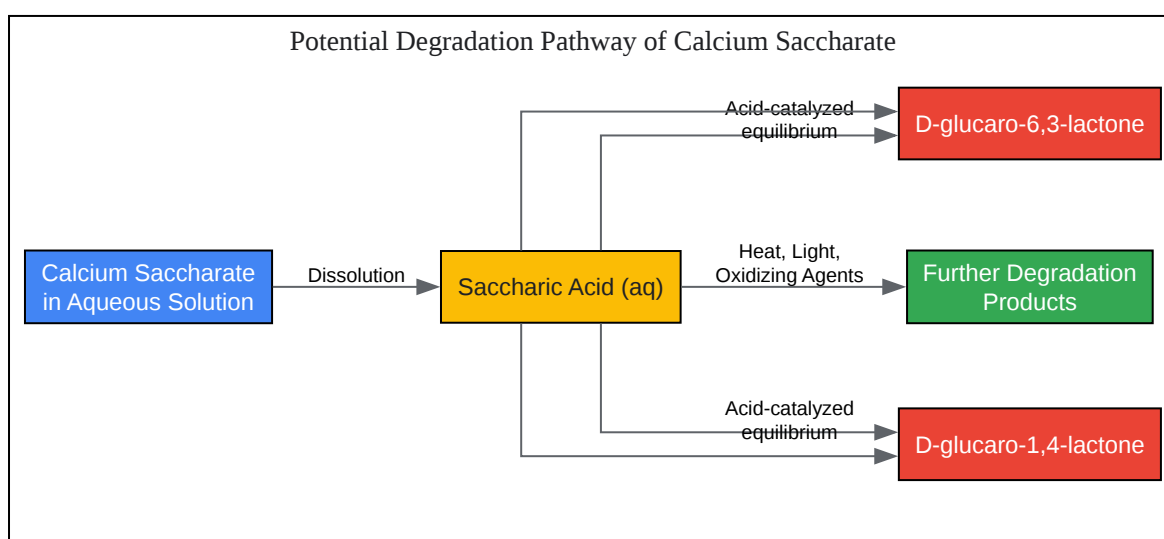 Potential Degradation Pathway of Calcium Saccharate
Acid-catalyzed
equilibrium
D-glucaro-6,3-lactone
Calcium Saccharate
in Aqueous Solution
Dissolution
Saccharic Acid (aq)
Heat, Light,
Oxidizing Agents
Further Degradation
Products
Acid-catalyzed
equilibrium
D-glucaro-1,4-lactone